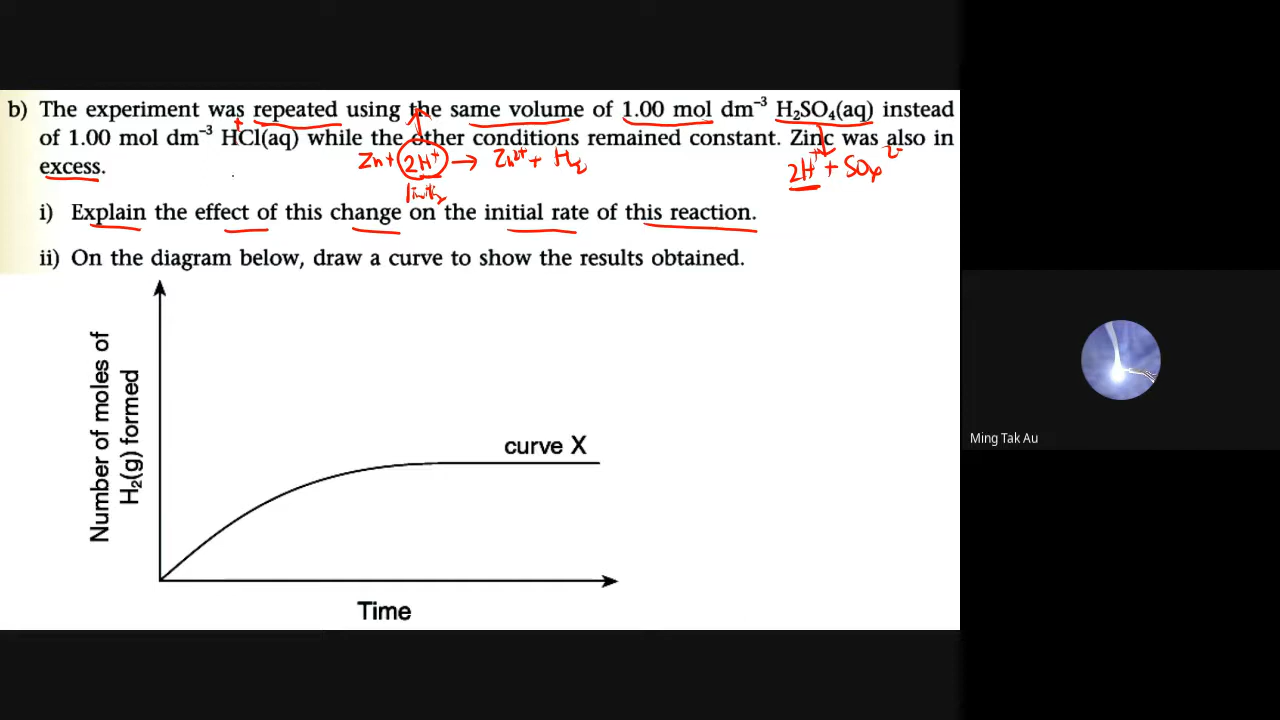 b) The experiment was repeated using the same volume of 1.00 mol dm⁻³ H₂SO₄(aq) instead
of 1.00 mol dm⁻³ HCl(aq) while the other conditions remained constant. Zinc was also in
excess.
Zn + 2H⁺ → Zn²⁺ + H₂
2H⁺ + SO₄²⁻
limiting
i) Explain the effect of this change on the initial rate of this reaction.
ii) On the diagram below, draw a curve to show the results obtained.
Number of moles of
H₂(g) formed
curve X
Time
Ming Tak Au